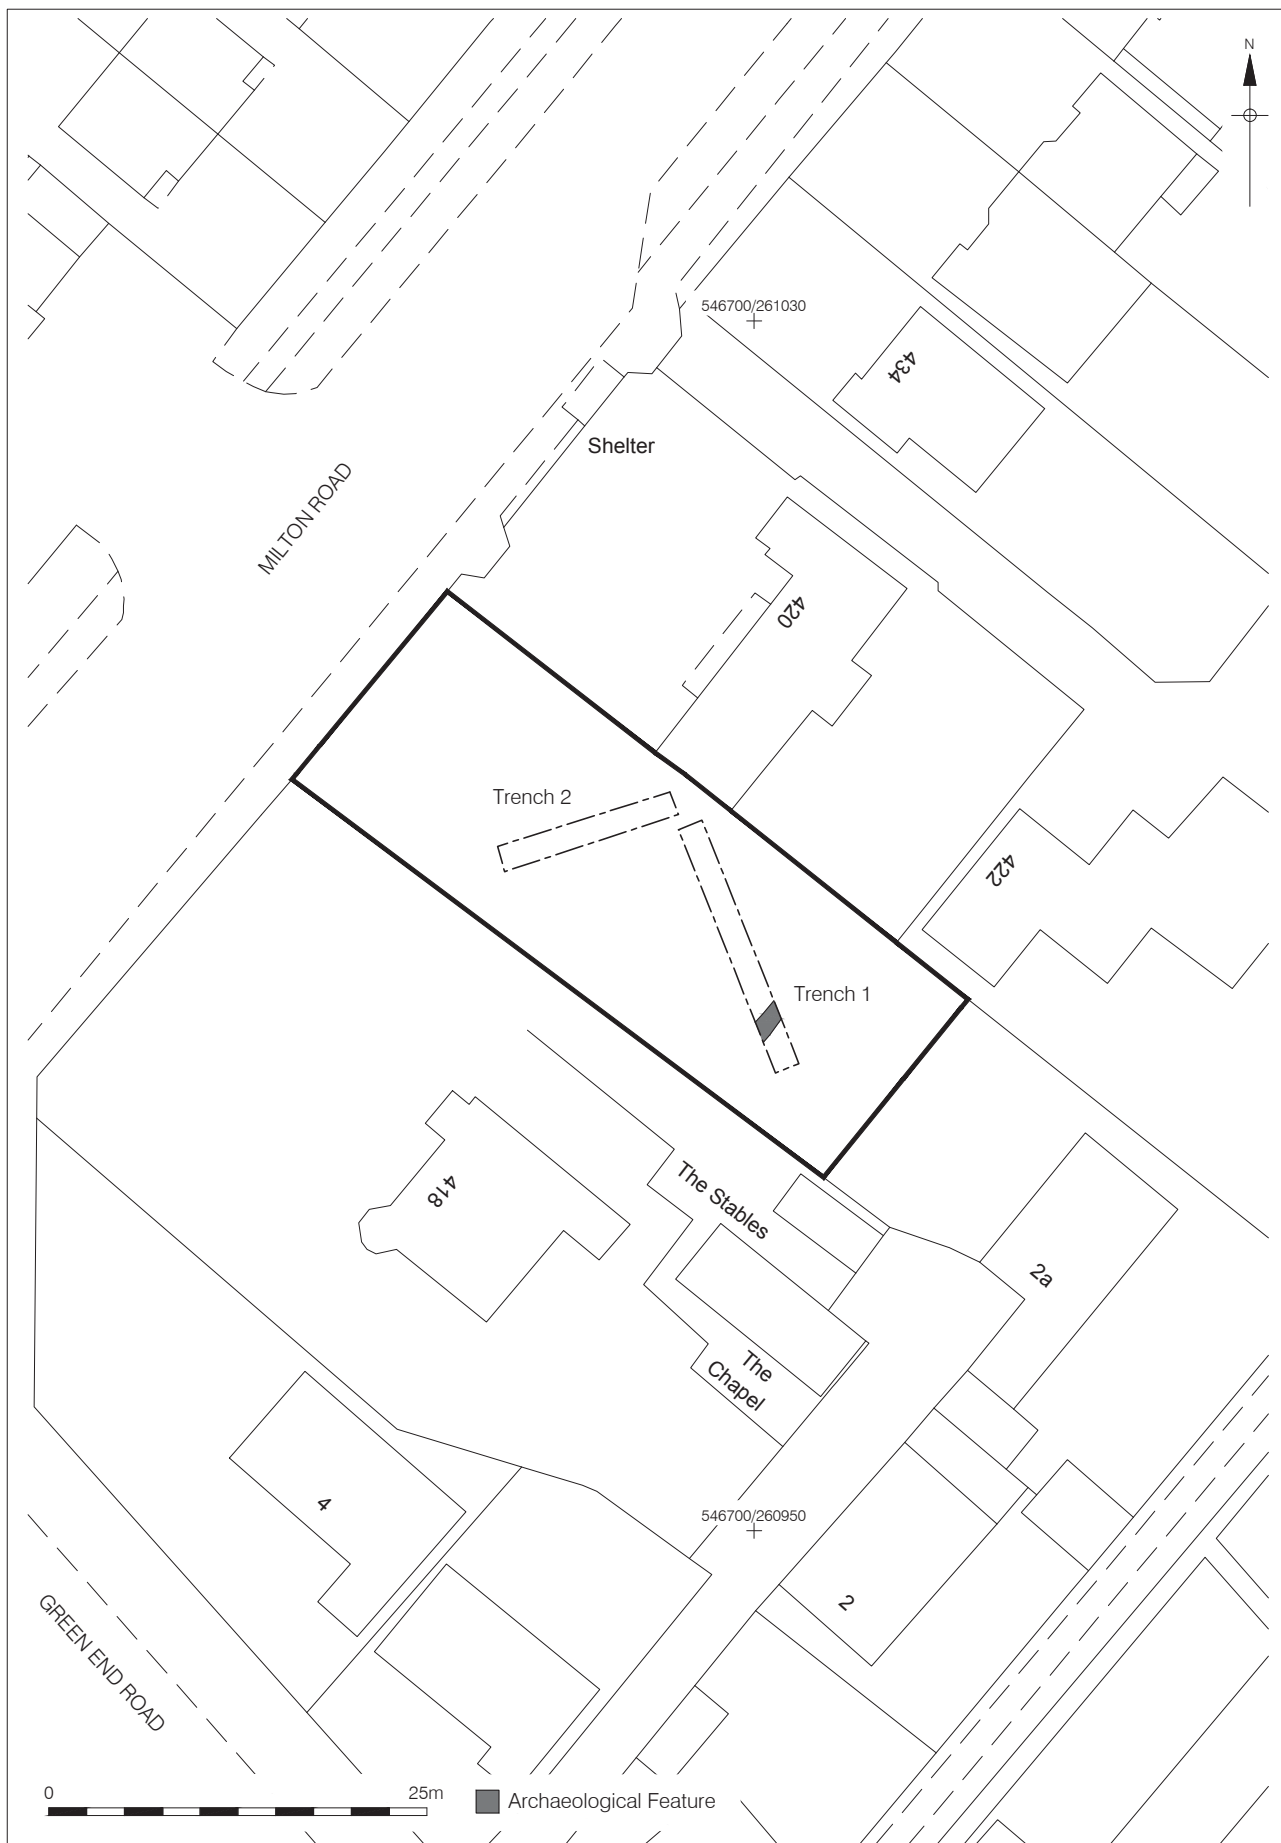 N
546700/261030
434
Shelter
MILTON ROAD
420
Trench 2
422
Trench 1
The Stables
418
2a
The
Chapel
4
546700/260950
2
GREEN END ROAD
0
25m
Archaeological Feature